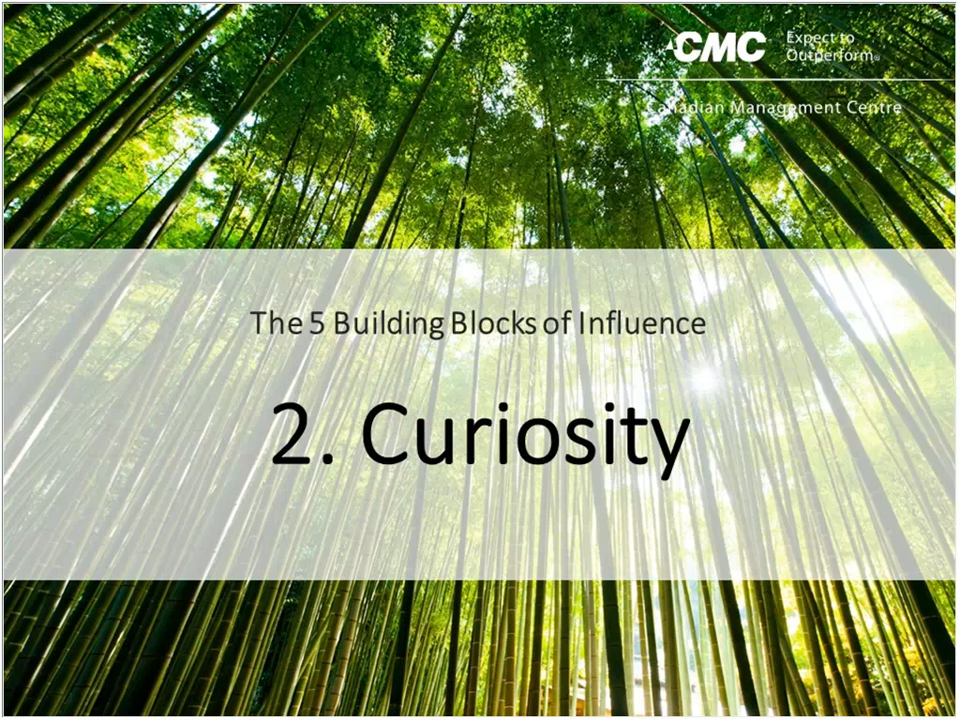 CMC
Expect to
Outperform®
Canadian Management Centre
The 5 Building Blocks of Influence
2. Curiosity